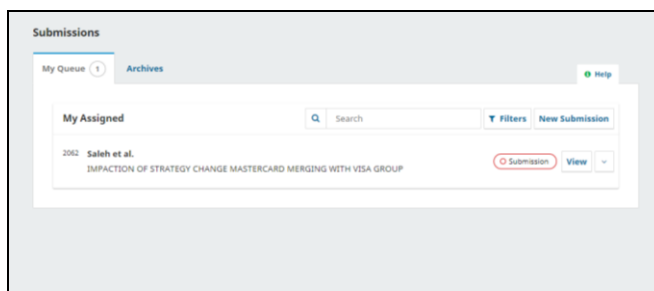 Submissions
My Queue 1 Archives
Help
My Assigned Search Filters New Submission
2062 Saleh et al. Submission View
IMPACTION OF STRATEGY CHANGE MASTERCARD MERGING WITH VISA GROUP